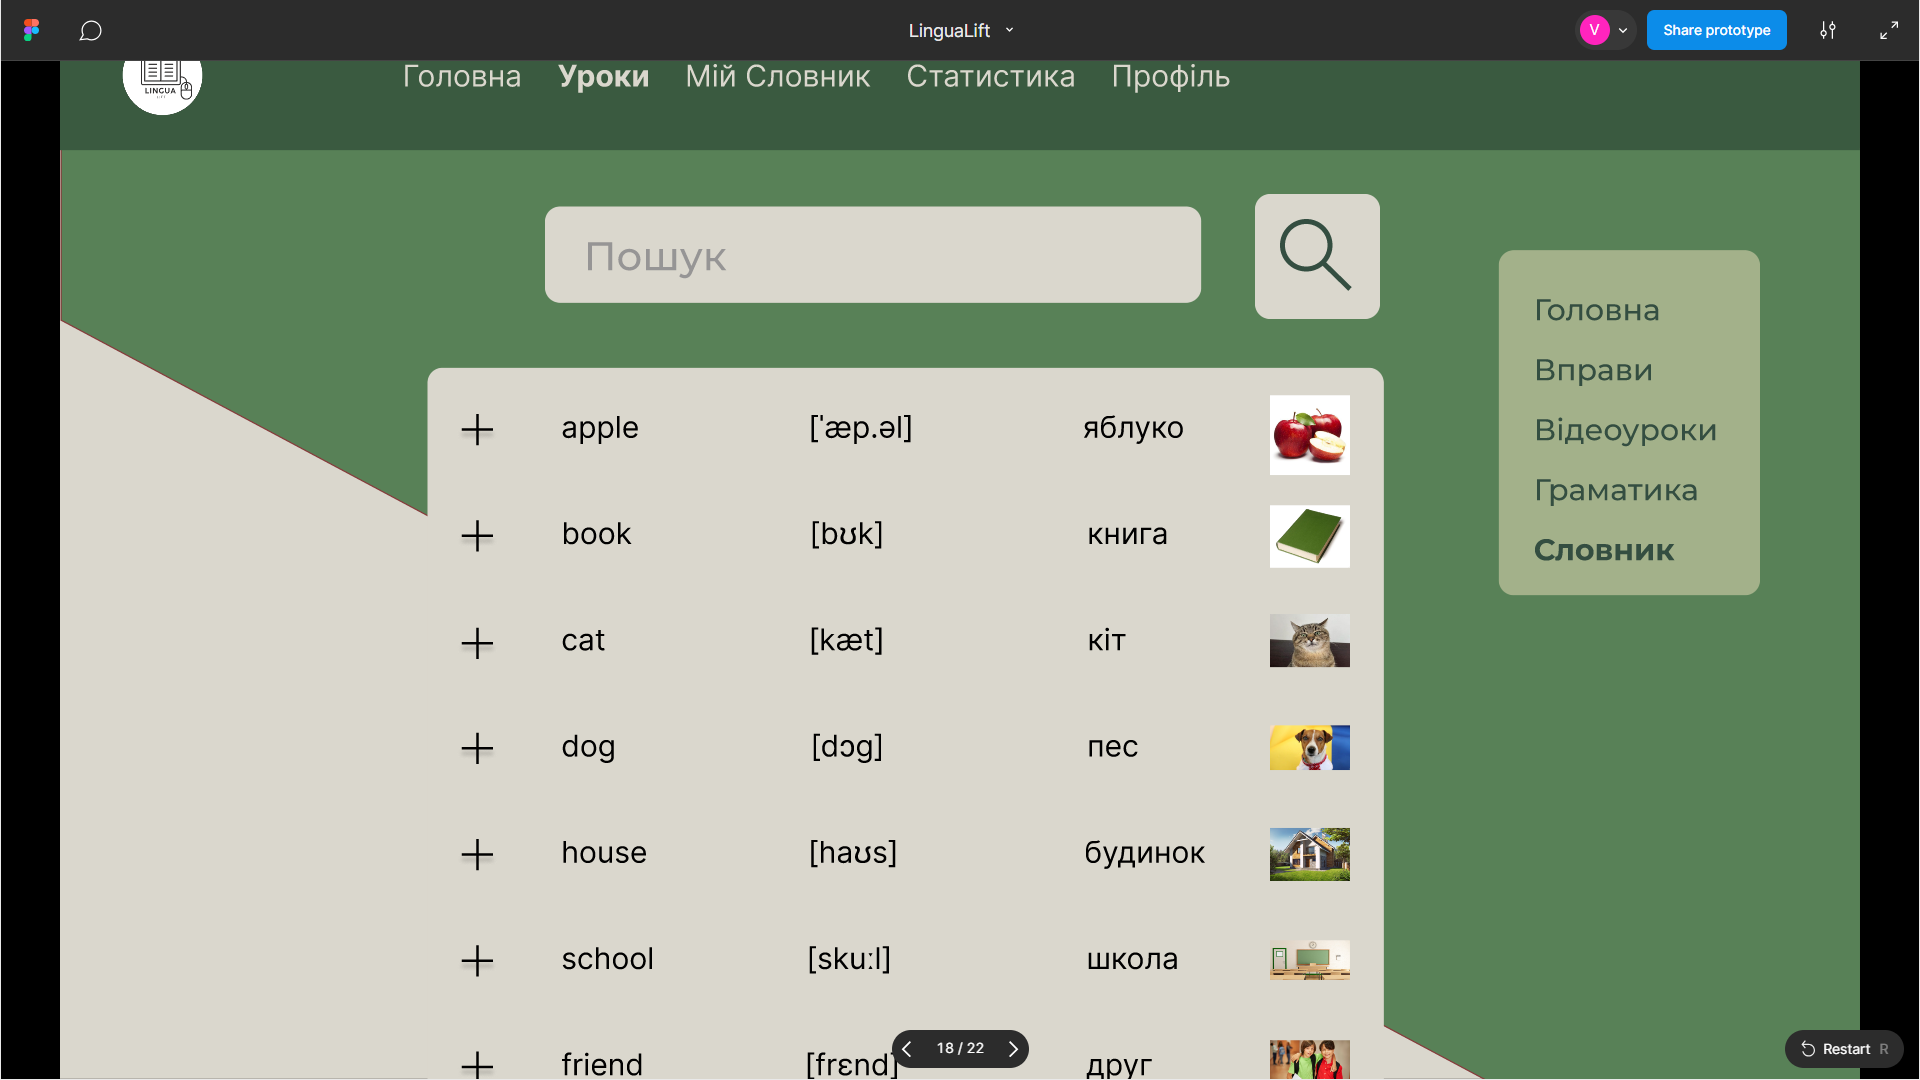 LinguaLift
V
Share prototype
LINGUA
Головна Уроки Мій Словник Статистика Профіль
Пошук
Головна
Вправи
Відеоуроки
Граматика
Словник
apple [ˈæp.əl] яблуко
book [bʊk] книга
cat [kæt] кіт
dog [dɔg] пес
house [haʊs] будинок
school [skuːl] школа
friend [frɛnd] друг
18 / 22
Restart R